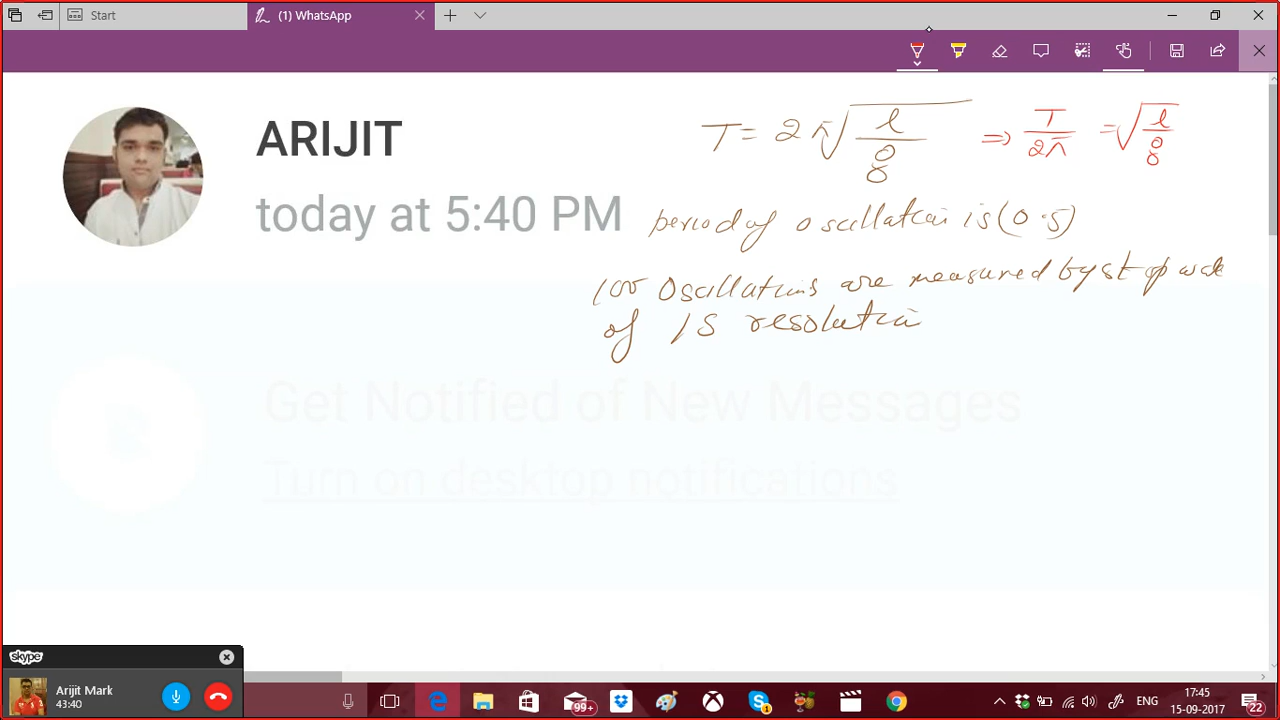 Start
(1) WhatsApp
ARIJIT
today at 5:40 PM
T = 2π√(l/g) ⇒ T/2π = √(l/g)
period of oscillation is (0.5)
100 Oscillations are measured by stop
of 1S resolution
Get Notified of New Messages
Turn on desktop notifications
skype
Arijit Mark
43:40
99+
ENG
17:45
15-09-2017
22